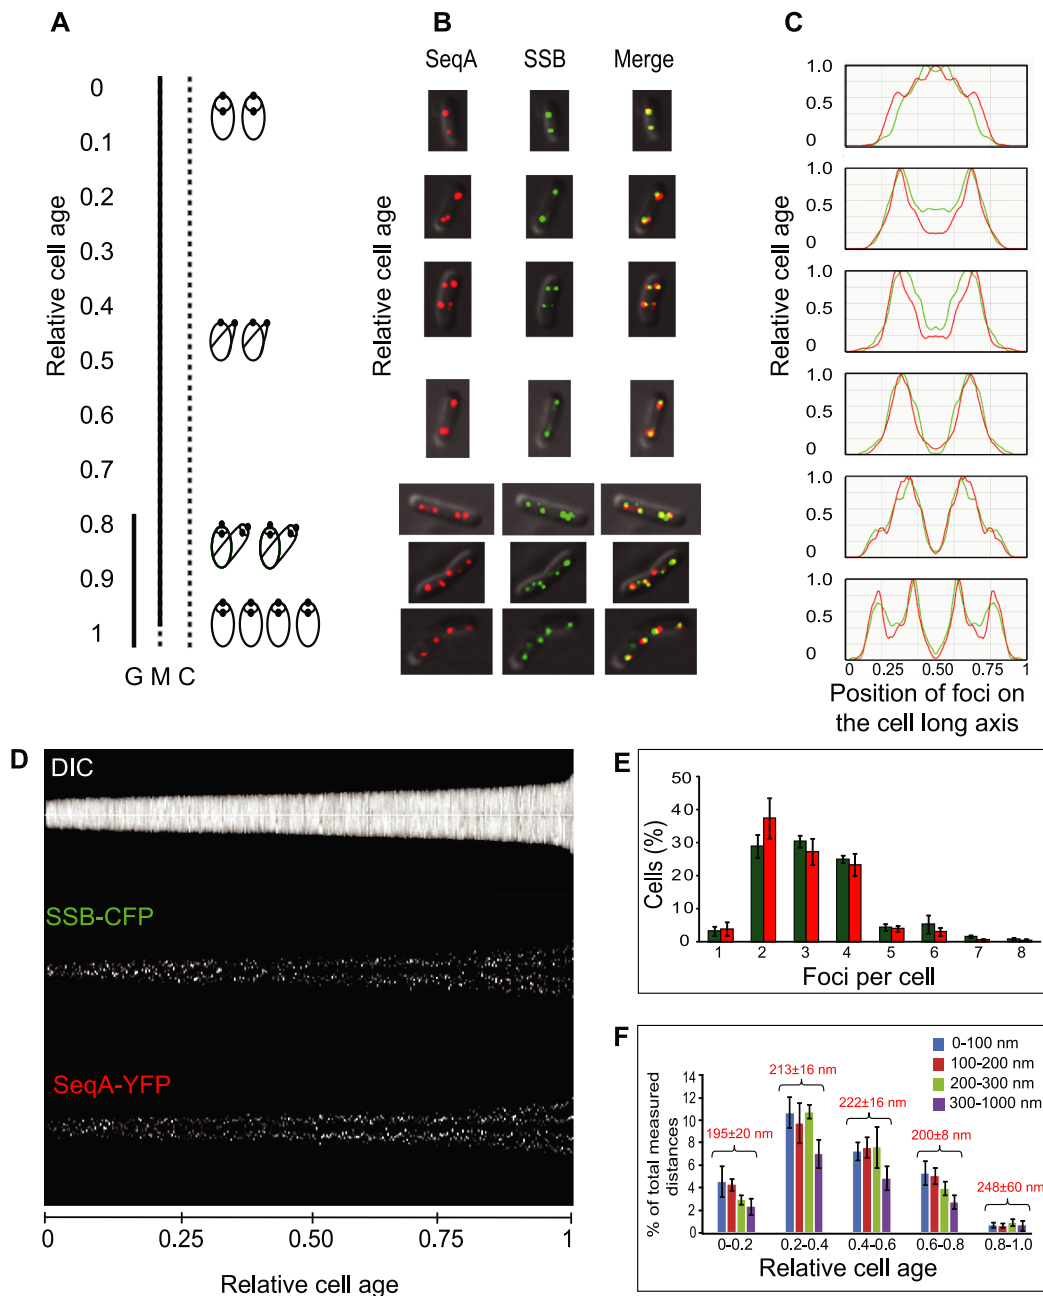 A
Relative cell age
0
0.1
0.2
0.3
0.4
0.5
0.6
0.7
0.8
0.9
1
G M C
B
SeqA SSB Merge
Relative cell age
C
Relative cell age
1.0
0.5
0
1.0
0.5
0
1.0
0.5
0
1.0
0.5
0
1.0
0.5
0
1.0
0.5
0
0 0.25 0.50 0.75 1
Position of foci on
the cell long axis
D
DIC
SSB-CFP
SeqA-YFP
0 0.25 0.50 0.75 1
Relative cell age
E
Cells (%)
50
40
30
20
10
0
1 2 3 4 5 6 7 8
Foci per cell
F
0-100 nm
100-200 nm
200-300 nm
300-1000 nm
% of total measured
distances
14
12
10
8
6
4
2
0
195±20 nm
213±16 nm
222±16 nm
200±8 nm
248±60 nm
0-0.2 0.2-0.4 0.4-0.6 0.6-0.8 0.8-1.0
Relative cell age